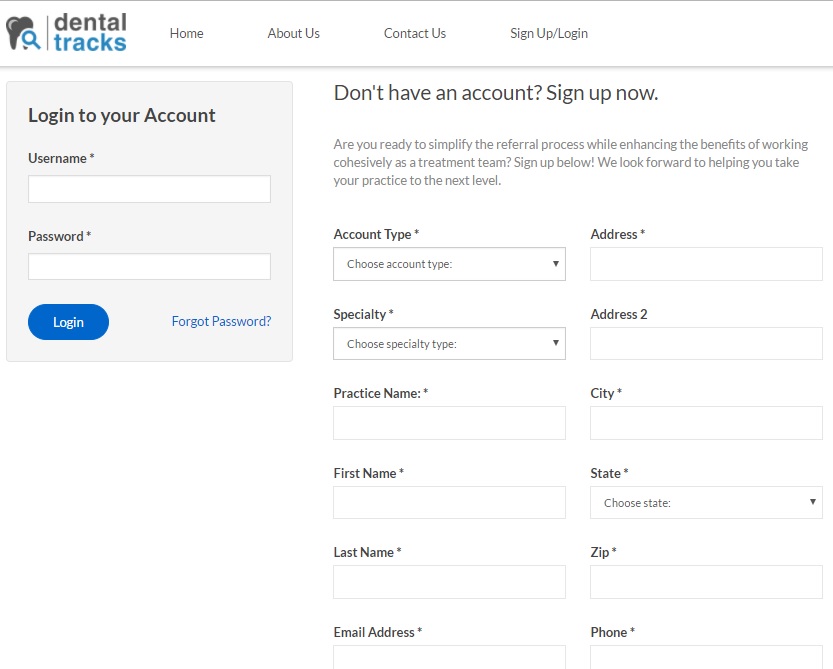 dental
tracks
Home
About Us
Contact Us
Sign Up/Login
Login to your Account
Username *
Password *
Login
Forgot Password?
Don't have an account? Sign up now.
Are you ready to simplify the referral process while enhancing the benefits of working
cohesively as a treatment team? Sign up below! We look forward to helping you take
your practice to the next level.
Account Type *
Choose account type:
Address *
Specialty *
Choose specialty type:
Address 2
Practice Name: *
City *
First Name *
State *
Choose state:
Last Name *
Zip *
Email Address *
Phone *